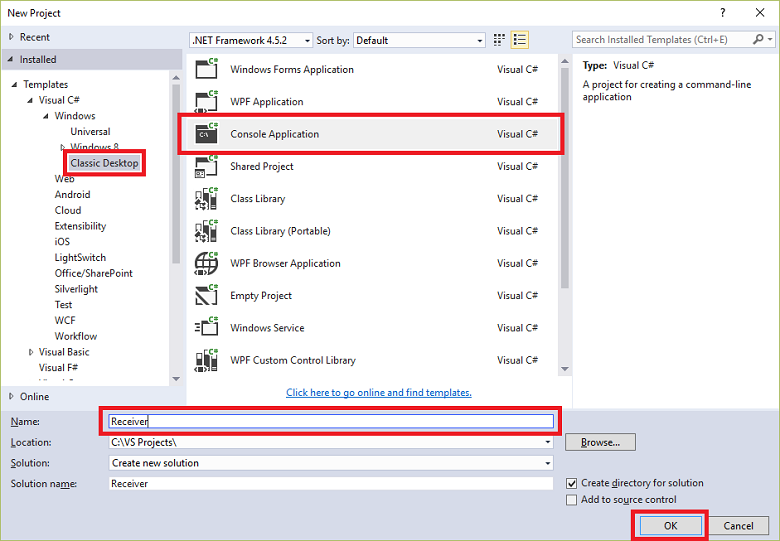 New Project
?
Recent
Installed
Templates
Visual C#
Windows
Universal
Windows 8
Classic Desktop
Web
Android
Cloud
Extensibility
iOS
LightSwitch
Office/SharePoint
Silverlight
Test
WCF
Workflow
Visual Basic
Visual F#
Online
.NET Framework 4.5.2
Sort by: Default
Windows Forms Application Visual C#
WPF Application Visual C#
Console Application Visual C#
Shared Project Visual C#
Class Library Visual C#
Class Library (Portable) Visual C#
WPF Browser Application Visual C#
Empty Project Visual C#
Windows Service Visual C#
WPF Custom Control Library Visual C#
Click here to go online and find templates.
Search Installed Templates (Ctrl+E)
Type: Visual C#
A project for creating a command-line
application
Name: Receiver
Location: C:\VS Projects\
Browse...
Solution: Create new solution
Solution name: Receiver
Create directory for solution
Add to source control
OK
Cancel